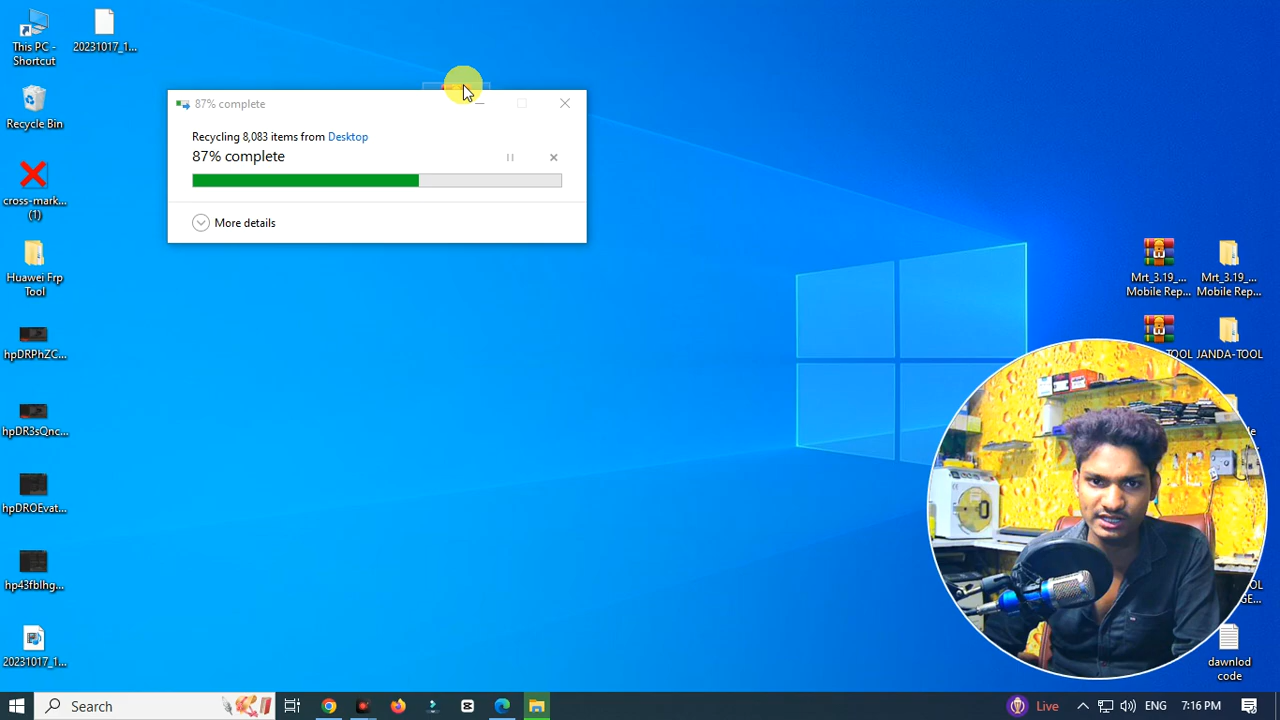 This PC -
Shortcut
20231017_1...
Recycle Bin
cross-mark...
(1)
Huawei Frp
Tool
hpDRPhZC...
hpDR3sQnc...
hpDROEvat...
hp43fblhg...
20231017_1...
87% complete
Recycling 8,083 items from Desktop
87% complete
More details
Mrt_3.19_...
Mobile Rep...
Mrt_3.19_...
Mobile Rep...
TOOL
JANDA-TOOL
dawnlod
code
Search
Live
ENG
7:16 PM